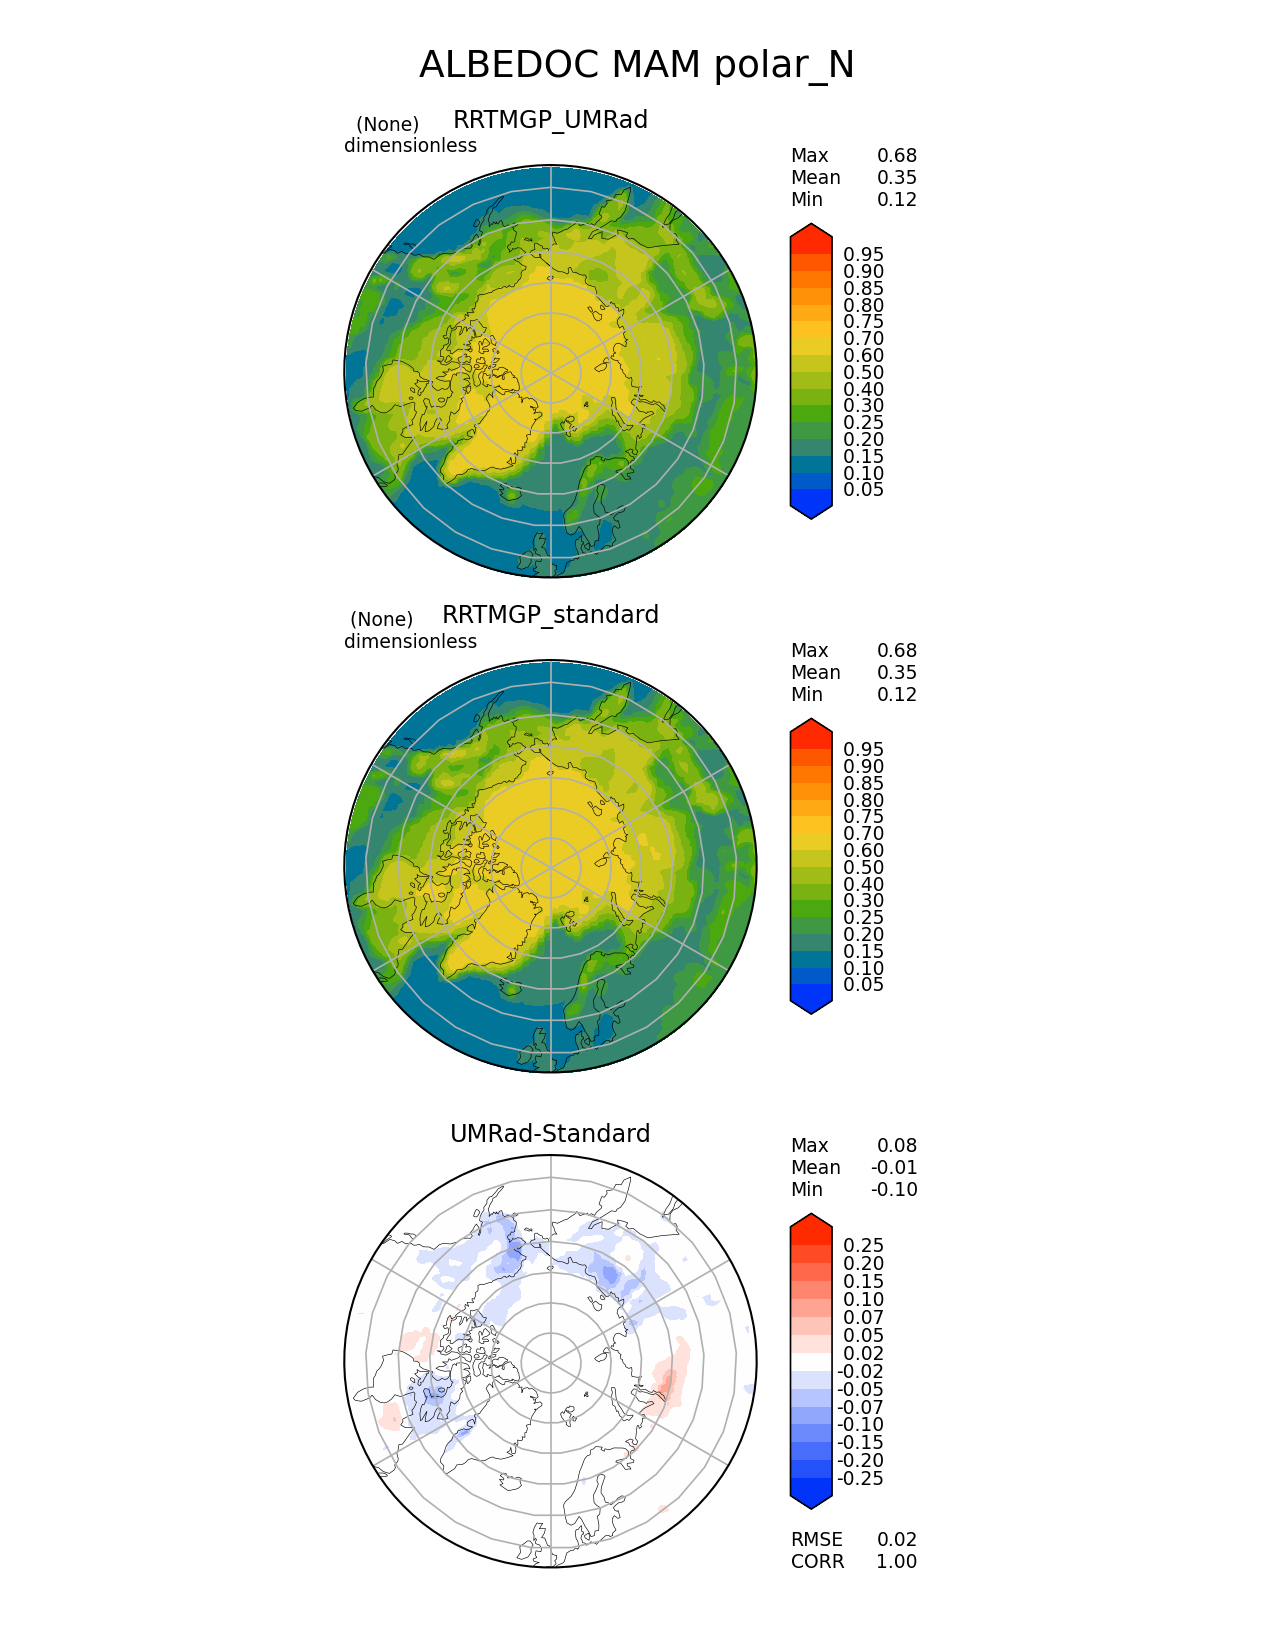 ALBEDOC MAM polar_N
(None) RRTMGP_UMRad
dimensionless
Max 0.68
Mean 0.35
Min 0.12
0.95
0.90
0.85
0.80
0.75
0.70
0.60
0.50
0.40
0.30
0.25
0.20
0.15
0.10
0.05
(None) RRTMGP_standard
dimensionless
Max 0.68
Mean 0.35
Min 0.12
0.95
0.90
0.85
0.80
0.75
0.70
0.60
0.50
0.40
0.30
0.25
0.20
0.15
0.10
0.05
UMRad-Standard
Max 0.08
Mean -0.01
Min -0.10
0.25
0.20
0.15
0.10
0.07
0.05
0.02
-0.02
-0.05
-0.07
-0.10
-0.15
-0.20
-0.25
RMSE 0.02
CORR 1.00